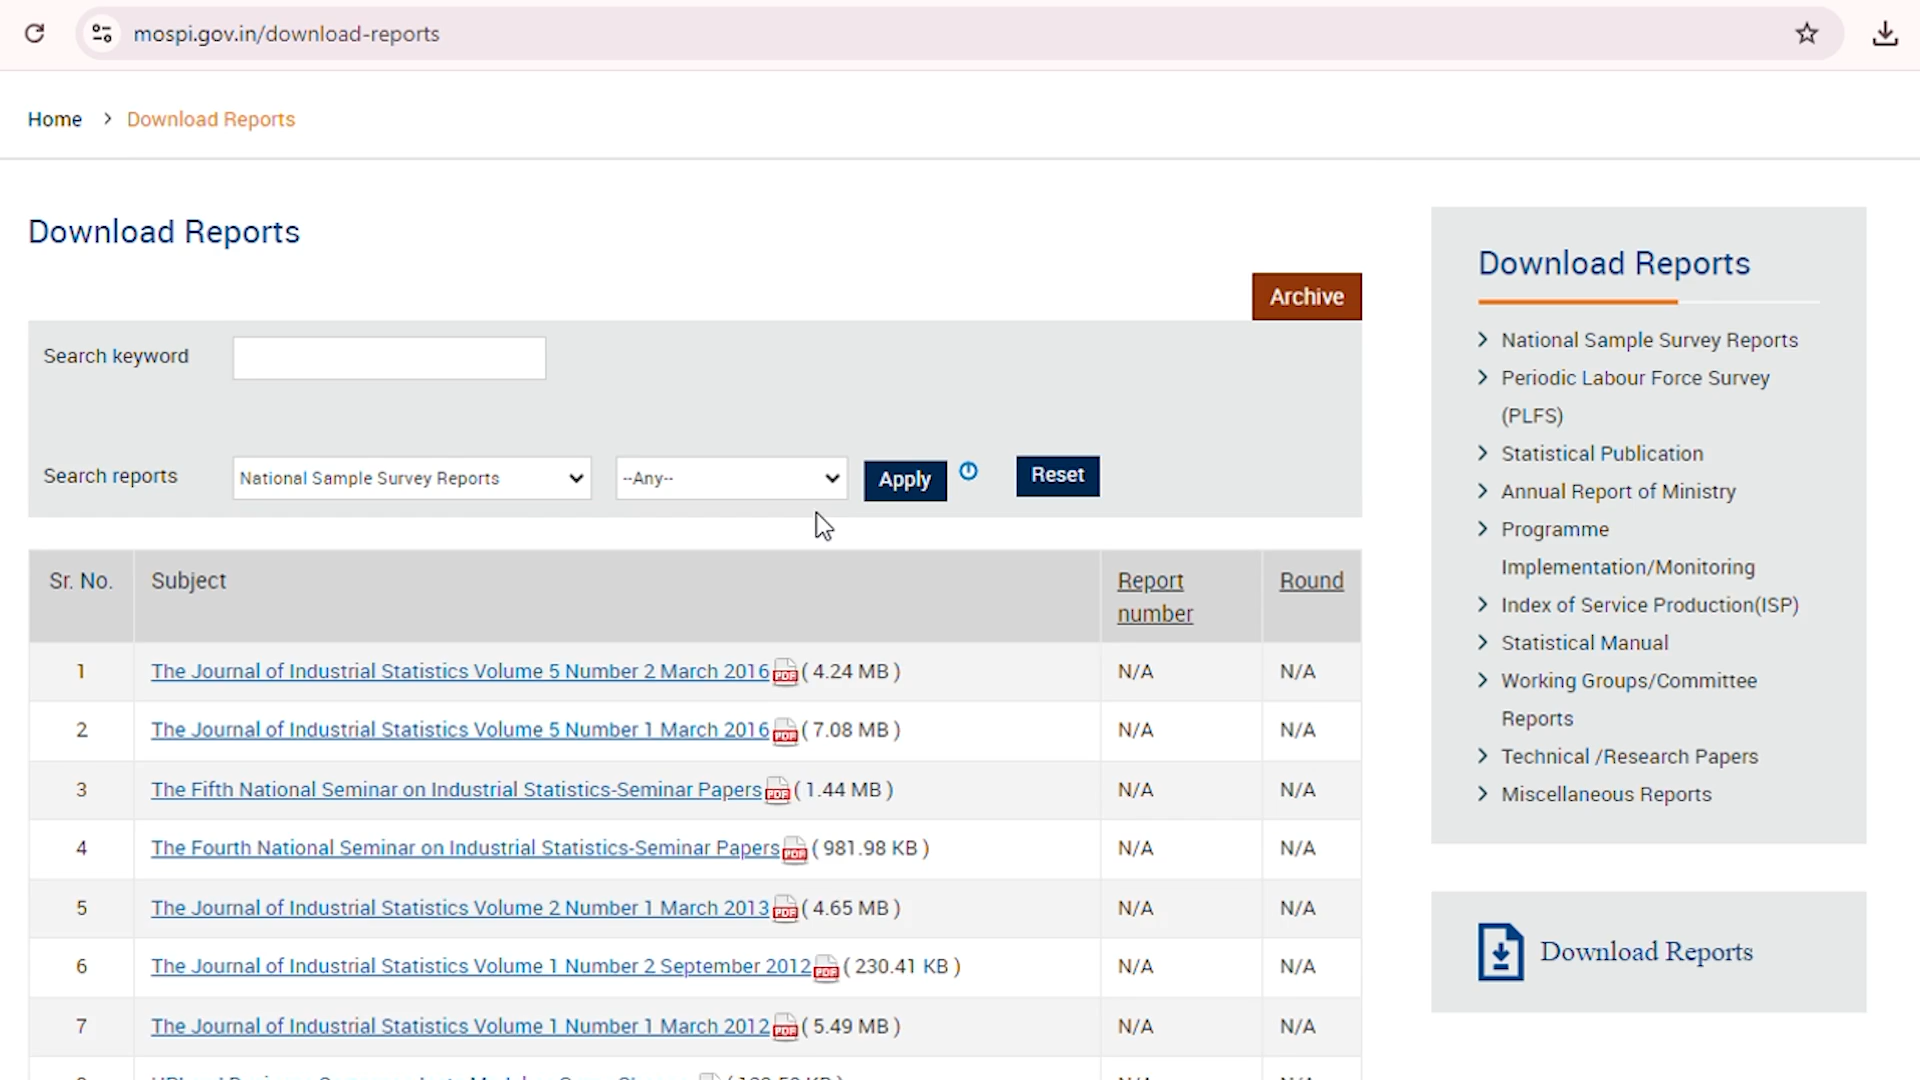 mospi.gov.in/download-reports
Home > Download Reports
Download Reports
Archive
Search keyword
Search reports National Sample Survey Reports --Any-- Apply Reset
Sr. No. Subject Report number Round
1 The Journal of Industrial Statistics Volume 5 Number 2 March 2016 PDF ( 4.24 MB ) N/A N/A
2 The Journal of Industrial Statistics Volume 5 Number 1 March 2016 PDF ( 7.08 MB ) N/A N/A
3 The Fifth National Seminar on Industrial Statistics-Seminar Papers PDF ( 1.44 MB ) N/A N/A
4 The Fourth National Seminar on Industrial Statistics-Seminar Papers PDF ( 981.98 KB ) N/A N/A
5 The Journal of Industrial Statistics Volume 2 Number 1 March 2013 PDF ( 4.65 MB ) N/A N/A
6 The Journal of Industrial Statistics Volume 1 Number 2 September 2012 PDF ( 230.41 KB ) N/A N/A
7 The Journal of Industrial Statistics Volume 1 Number 1 March 2012 PDF ( 5.49 MB ) N/A N/A
Download Reports
National Sample Survey Reports
Periodic Labour Force Survey
(PLFS)
Statistical Publication
Annual Report of Ministry
Programme
Implementation/Monitoring
Index of Service Production(ISP)
Statistical Manual
Working Groups/Committee
Reports
Technical /Research Papers
Miscellaneous Reports
Download Reports